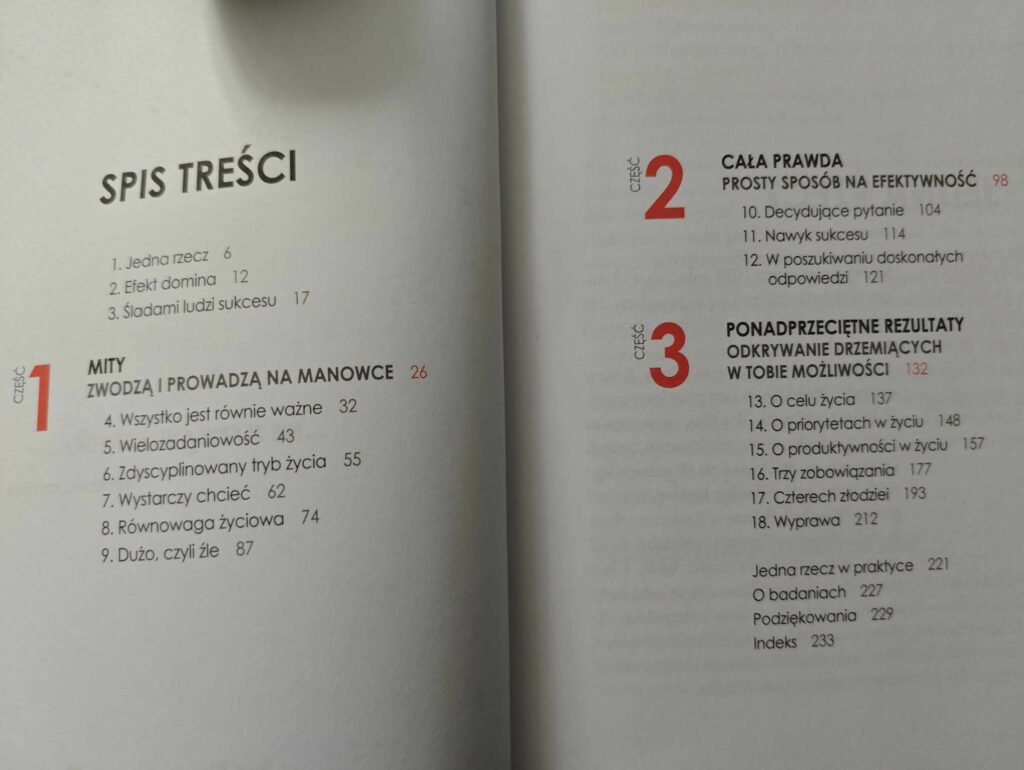 SPIS TREŚCI
1. Jedna rzecz 6
2. Efekt domina 12
3. Śladami ludzi sukcesu 17
CZĘŚĆ 1
MITY
ZWODZĄ I PROWADZĄ NA MANOWCE 26
4. Wszystko jest równie ważne 32
5. Wielozadaniowość 43
6. Zdyscyplinowany tryb życia 55
7. Wystarczy chcieć 62
8. Równowaga życiowa 74
9. Dużo, czyli źle 87
CZĘŚĆ 2
CAŁA PRAWDA
PROSTY SPOSÓB NA EFEKTYWNOŚĆ 98
10. Decydujące pytanie 104
11. Nawyk sukcesu 114
12. W poszukiwaniu doskonałych
odpowiedzi 121
CZĘŚĆ 3
PONADPRZECIĘTNE REZULTATY
ODKRYWANIE DRZEMIĄCYCH
W TOBIE MOŻLIWOŚCI 132
13. O celu życia 137
14. O priorytetach w życiu 148
15. O produktywności w życiu 157
16. Trzy zobowiązania 177
17. Czterech złodziei 193
18. Wyprawa 212
Jedna rzecz w praktyce 221
O badaniach 227
Podziękowania 229
Indeks 233